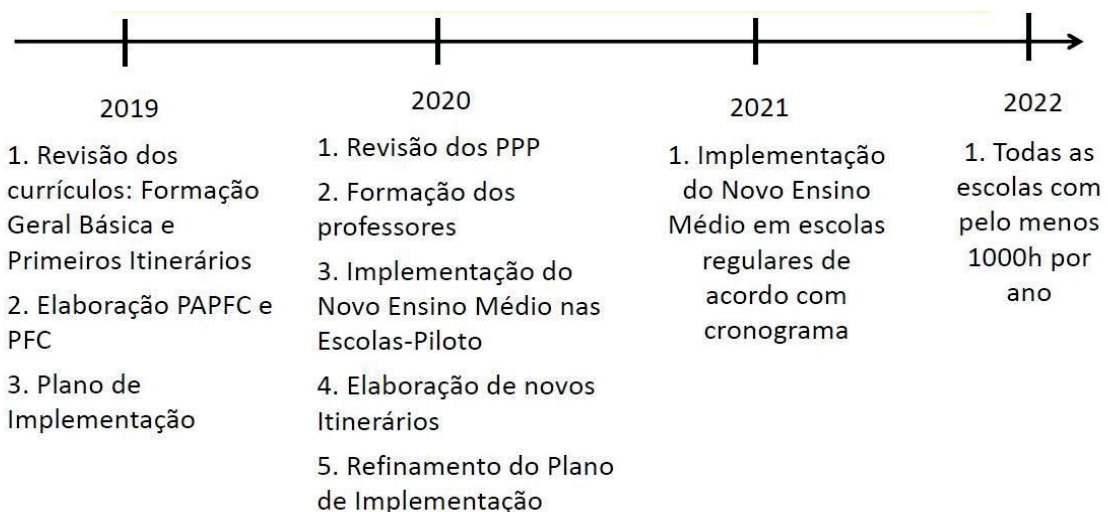 2019
1. Revisão dos
currículos: Formação
Geral Básica e
Primeiros Itinerários
2. Elaboração PAPFC e
PFC
3. Plano de
Implementação
2020
1. Revisão dos PPP
2. Formação dos
professores
3. Implementação do
Novo Ensino Médio nas
Escolas-Piloto
4. Elaboração de novos
Itinerários
5. Refinamento do Plano
de Implementação
2021
1. Implementação
do Novo Ensino
Médio em escolas
regulares de
acordo com
cronograma
2022
1. Todas as
escolas com
pelo menos
1000h por
ano